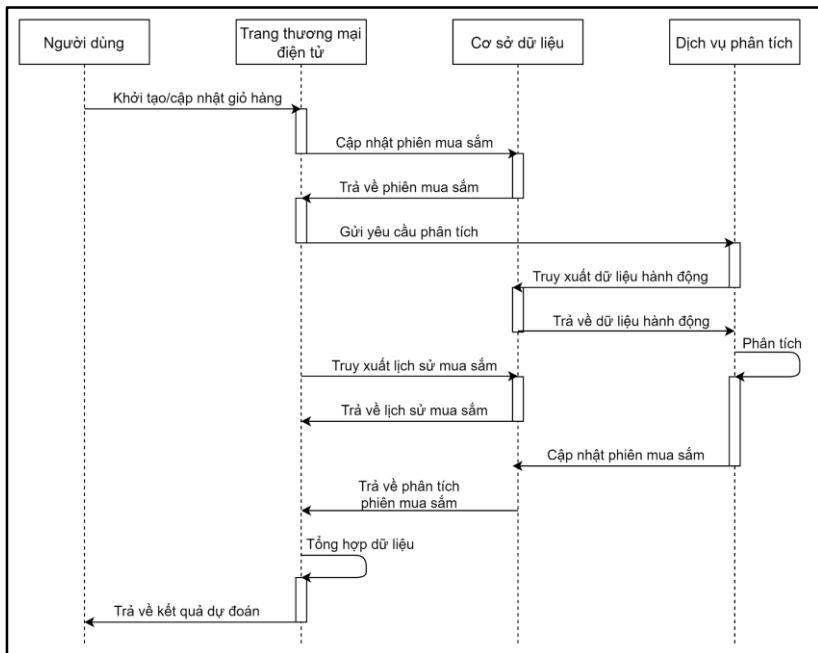 Người dùng
Trang thương mại
điện tử
Cơ sở dữ liệu
Dịch vụ phân tích
Khởi tạo/cập nhật giỏ hàng
Cập nhật phiên mua sắm
Trả về phiên mua sắm
Gửi yêu cầu phân tích
Truy xuất dữ liệu hành động
Trả về dữ liệu hành động
Phân tích
Truy xuất lịch sử mua sắm
Trả về lịch sử mua sắm
Cập nhật phiên mua sắm
Trả về phân tích
phiên mua sắm
Tổng hợp dữ liệu
Trả về kết quả dự đoán